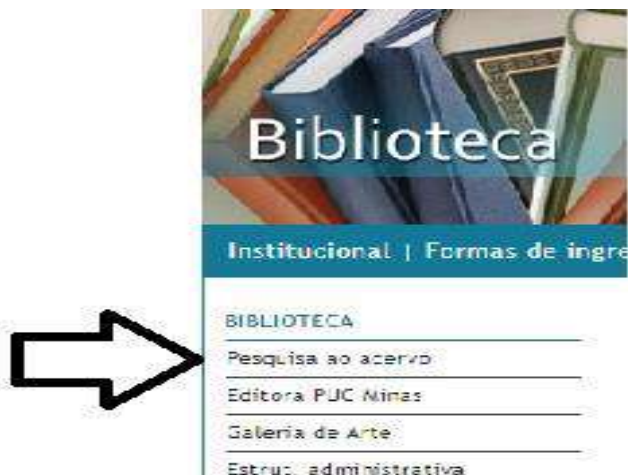 Biblioteca
Institucional | Formas de ingre
BIBLIOTECA
Pesquisa ao acervo
Editora PUC Minas
Galeria de Arte
Estrut. administrativa